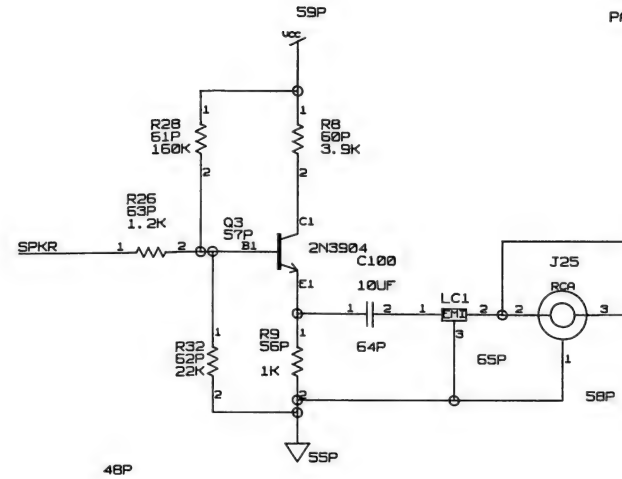 59P
PA
VCC
1
1
R28
61P
160K
R8
60P
3.9K
2
2
R26
63P
1.2K
Q3
57P
C1
SPKR
1
2
B1
2N3904
C100
J25
E1
10UF
LC1
RCA
1
2
1
EMI
2
2
3
1
R9
56P
1
3
R32
62P
22K
64P
65P
1
1K
2
2
58P
55P
48P